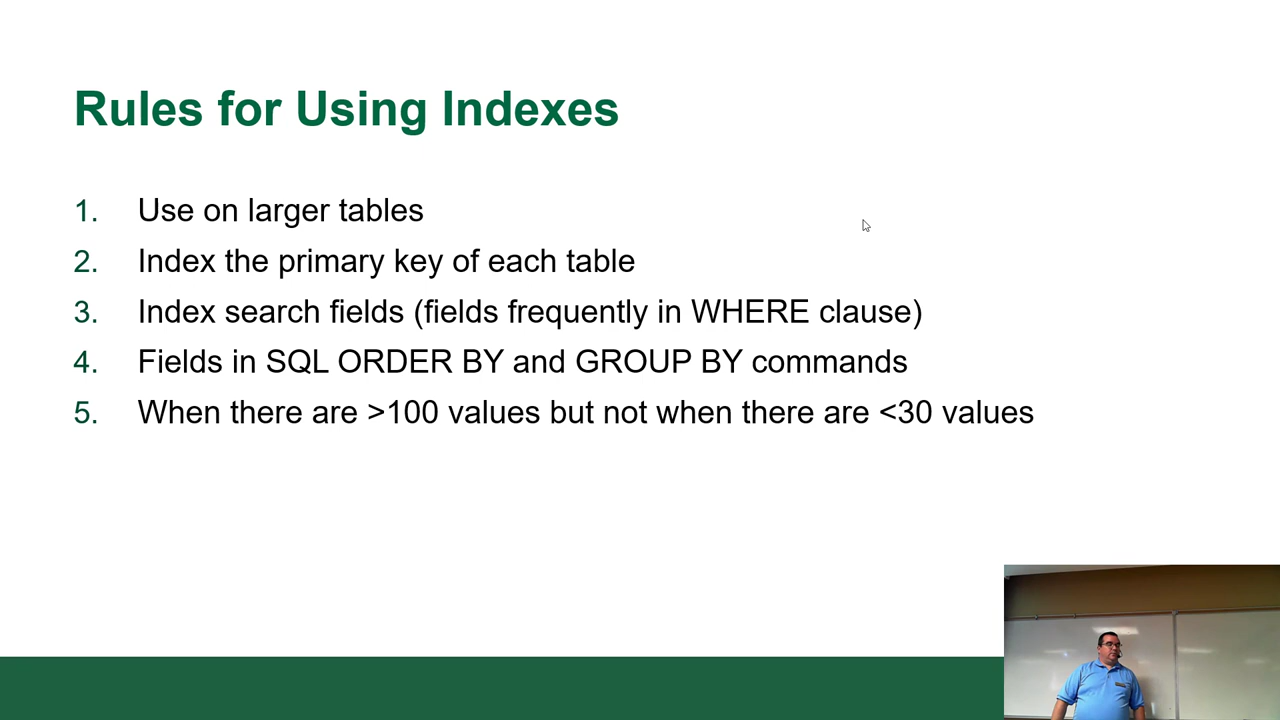 Rules for Using Indexes
1. Use on larger tables
2. Index the primary key of each table
3. Index search fields (fields frequently in WHERE clause)
4. Fields in SQL ORDER BY and GROUP BY commands
5. When there are >100 values but not when there are <30 values